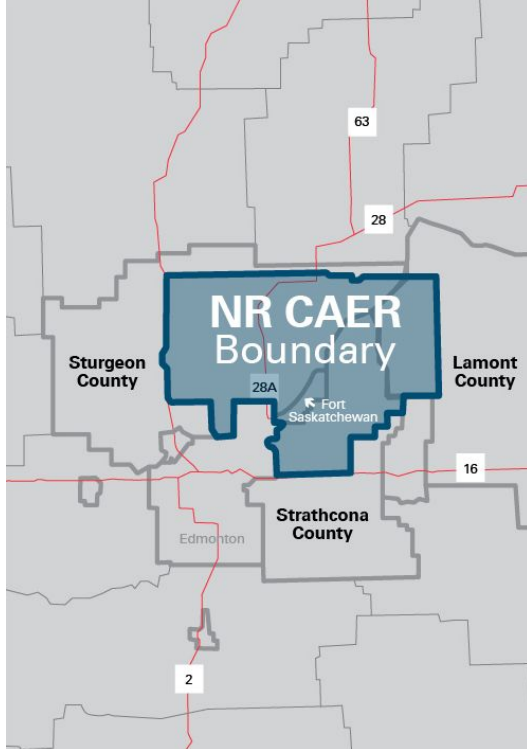 63
28
NR CAER
Boundary
Sturgeon
County
Lamont
County
28A
Fort
Saskatchewan
16
Strathcona
County
Edmonton
2